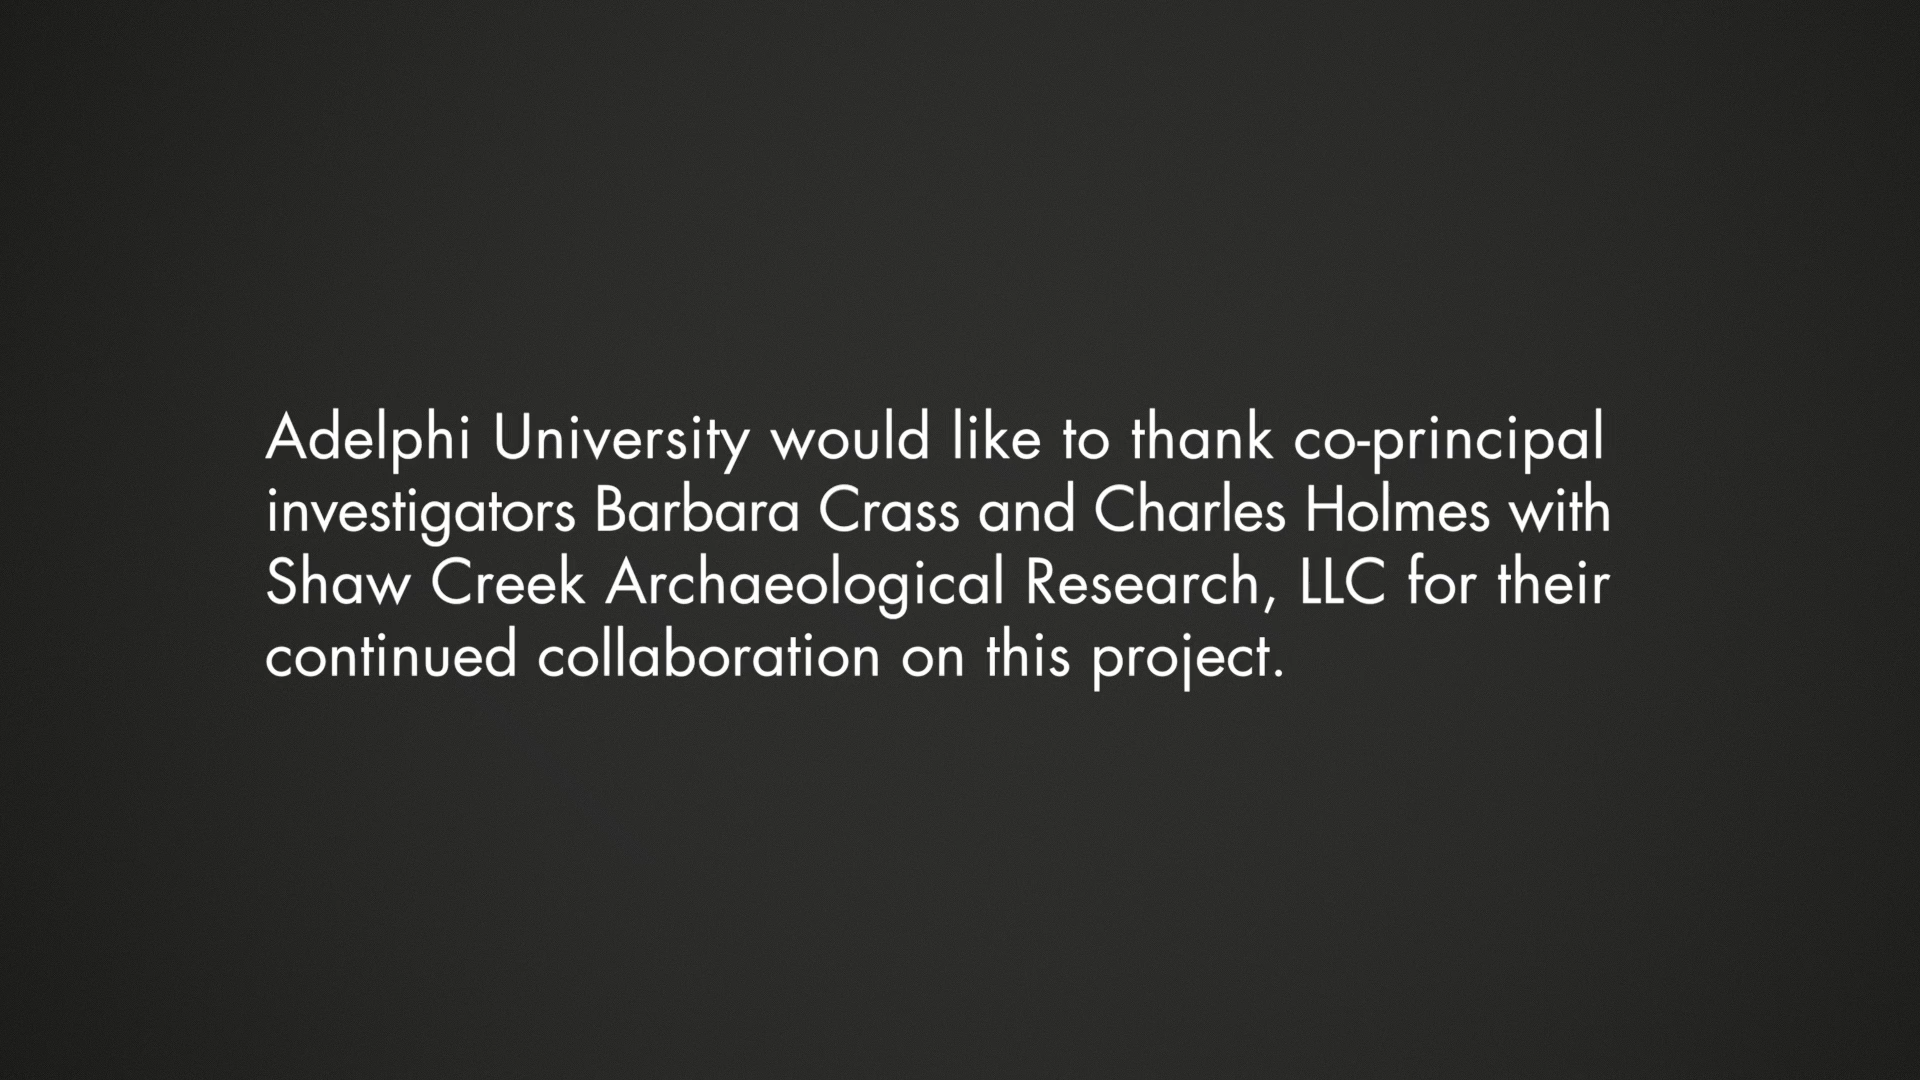 Adelphi University would like to thank co-principal
investigators Barbara Crass and Charles Holmes with
Shaw Creek Archaeological Research, LLC for their
continued collaboration on this project.